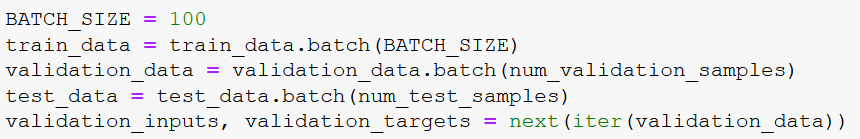 BATCH_SIZE = 100
train_data = train_data.batch(BATCH_SIZE)
validation_data = validation_data.batch(num_validation_samples)
test_data = test_data.batch(num_test_samples)
validation_inputs, validation_targets = next(iter(validation_data))